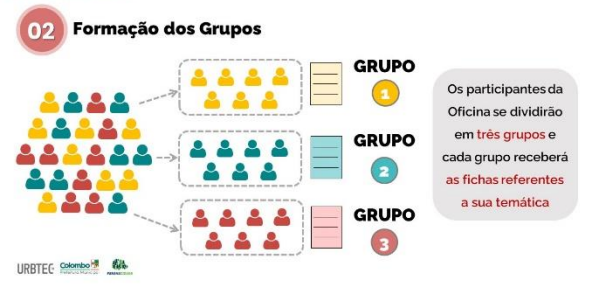 02 Formação dos Grupos
GRUPO
1
GRUPO
2
GRUPO
3
Os participantes da
Oficina se dividirão
em três grupos e
cada grupo receberá
as fichas referentes
a sua temática
URBTEC
Colombo